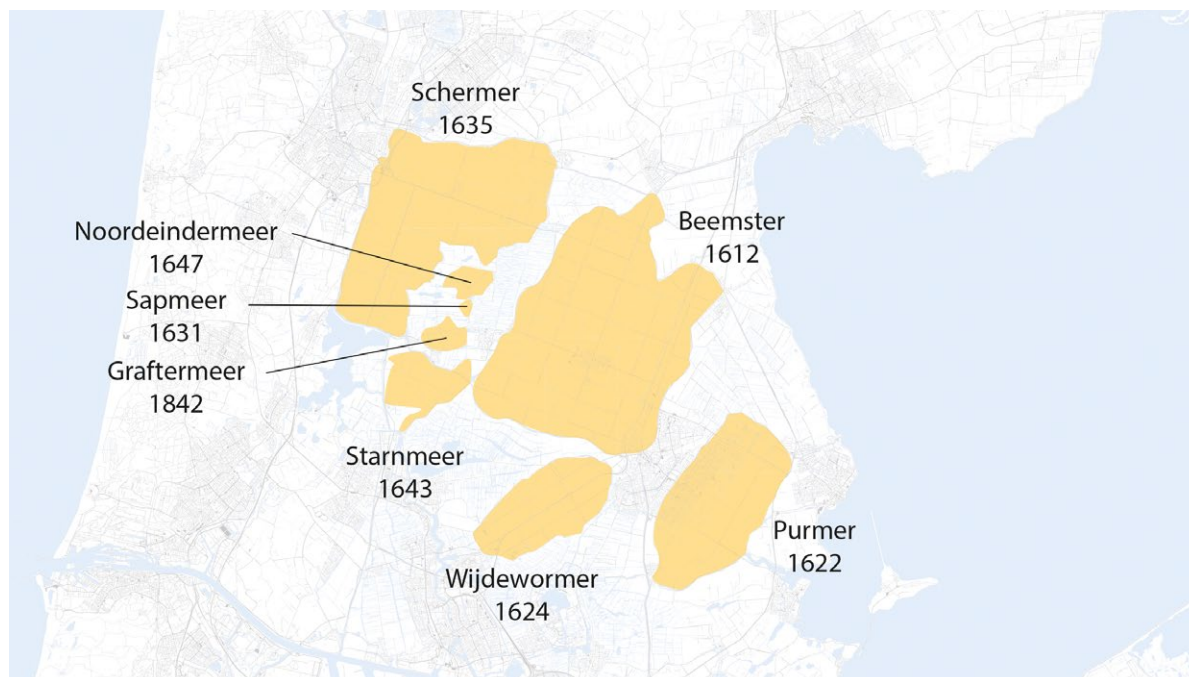 Schermer
1635
Noordeindermeer
1647
Sapmeer
1631
Graftermeer
1842
Beemster
1612
Starnmeer
1643
Wijdewormer
1624
Purmer
1622